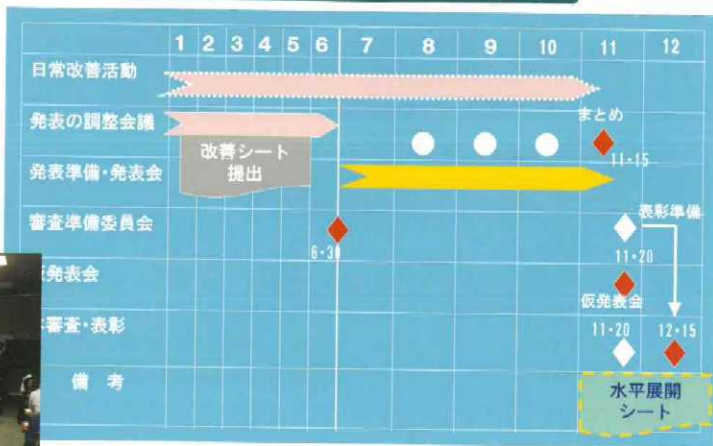 1 2 3 4 5 6 7 8 9 10 11 12
日常改善活動
発表の調整会議
まとめ
11・15
改善シート
提出
発表準備・発表会
審査準備委員会
6・30
表彰準備
11・20
発表会
仮発表会
審査・表彰
11・20
12・15
備考
水平展開
シート